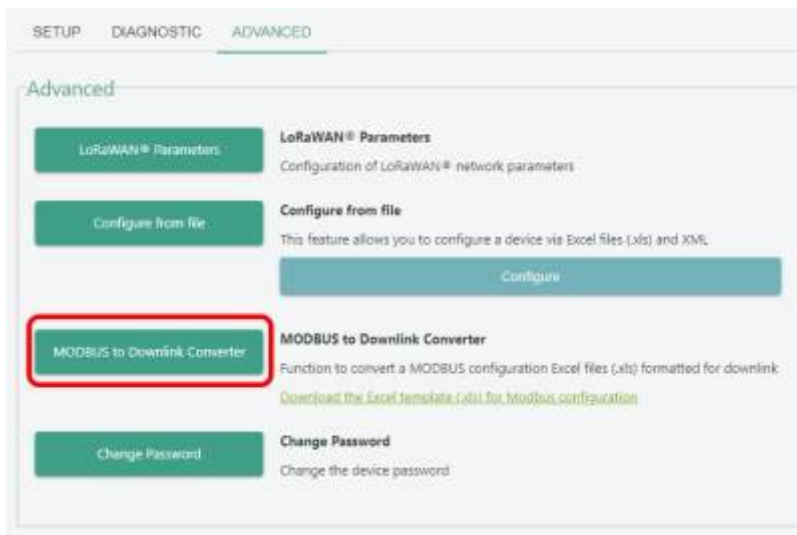 SETUP DIAGNOSTIC ADVANCED
Advanced
LoRaWAN® Parameters
LoRaWAN® Parameters
Configuration of LoRaWAN® network parameters
Configure from file
Configure from file
This feature allows you to configure a device via Excel files (.xls) and XML
Configure
MODBUS to Downlink Converter
MODBUS to Downlink Converter
Function to convert a MODBUS configuration Excel files (.xls) formatted for downlink
Download the Excel template (.xls) for Modbus configuration
Change Password
Change Password
Change the device password